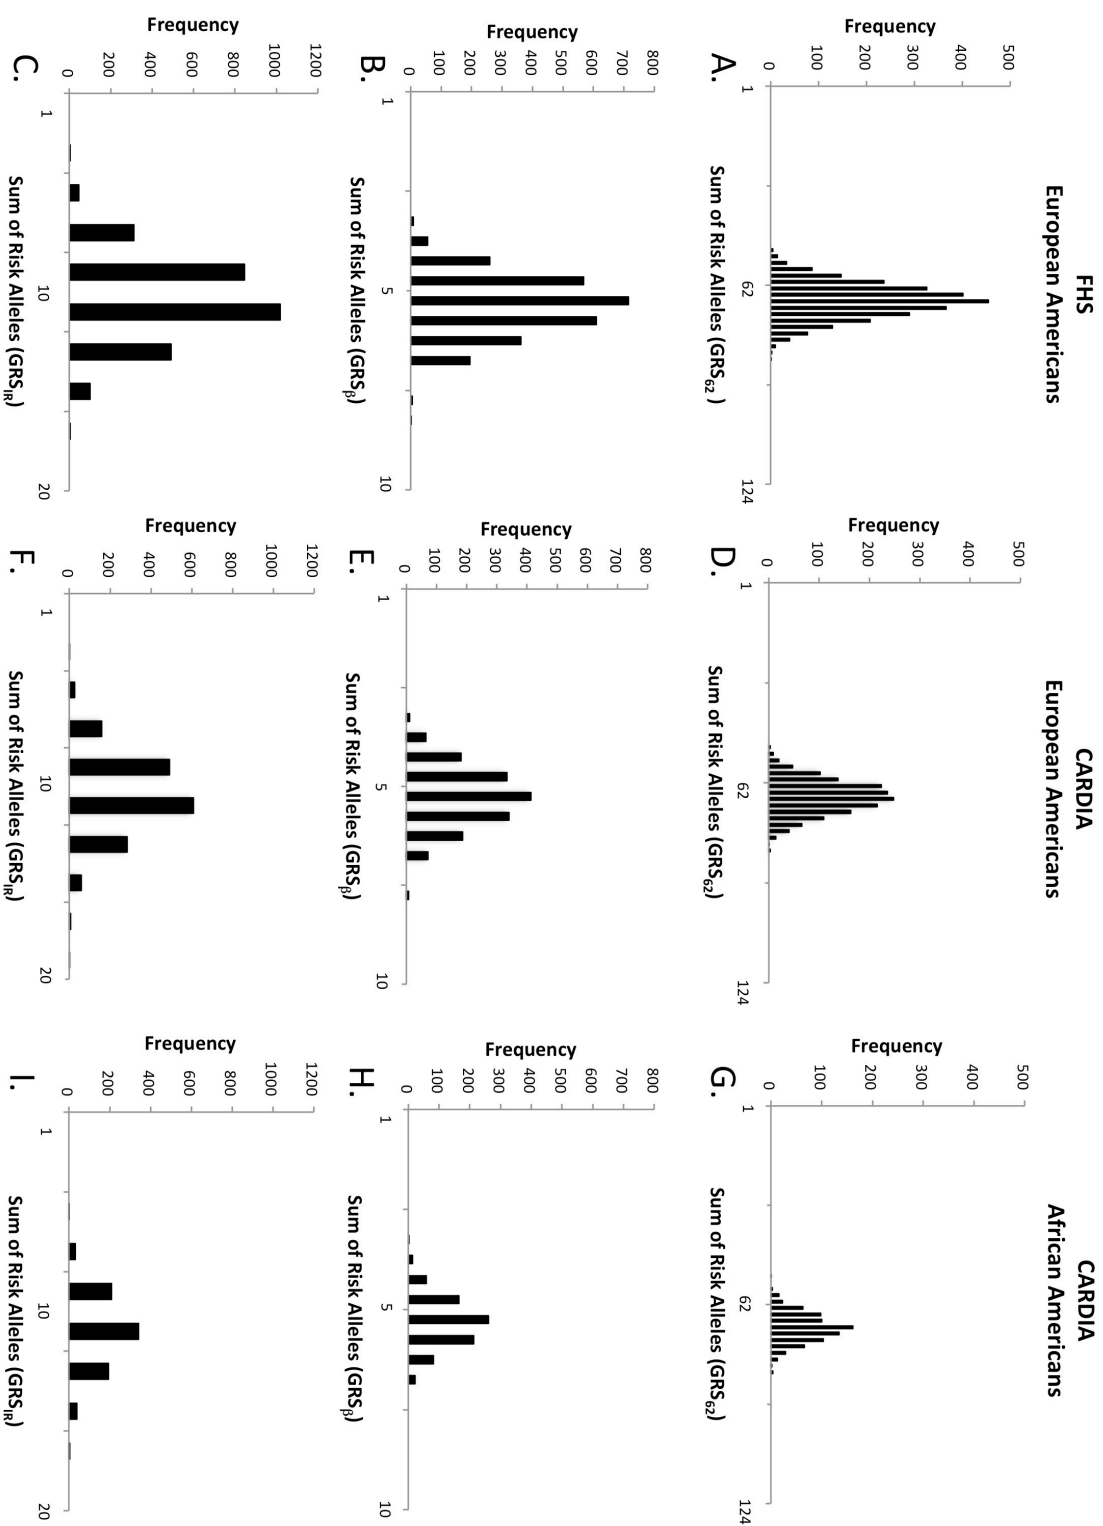 FHS
European Americans
CARDIA
European Americans
CARDIA
African Americans
500
400
300
200
100
0
Frequency
1
62
124
Sum of Risk Alleles (GRS62 )
A.
500
400
300
200
100
0
Frequency
1
62
124
Sum of Risk Alleles (GRS62)
D.
500
400
300
200
100
0
Frequency
1
62
124
Sum of Risk Alleles (GRS62)
G.
800
700
600
500
400
300
200
100
0
Frequency
1
5
10
Sum of Risk Alleles (GRSβ)
B.
800
700
600
500
400
300
200
100
0
Frequency
1
5
10
Sum of Risk Alleles (GRSβ)
E.
800
700
600
500
400
300
200
100
0
Frequency
1
5
10
Sum of Risk Alleles (GRSβ)
H.
1200
1000
800
600
400
200
0
Frequency
1
10
20
Sum of Risk Alleles (GRSIR)
C.
1200
1000
800
600
400
200
0
Frequency
1
10
20
Sum of Risk Alleles (GRSIR)
F.
1200
1000
800
600
400
200
0
Frequency
1
10
20
Sum of Risk Alleles (GRSIR)
I.